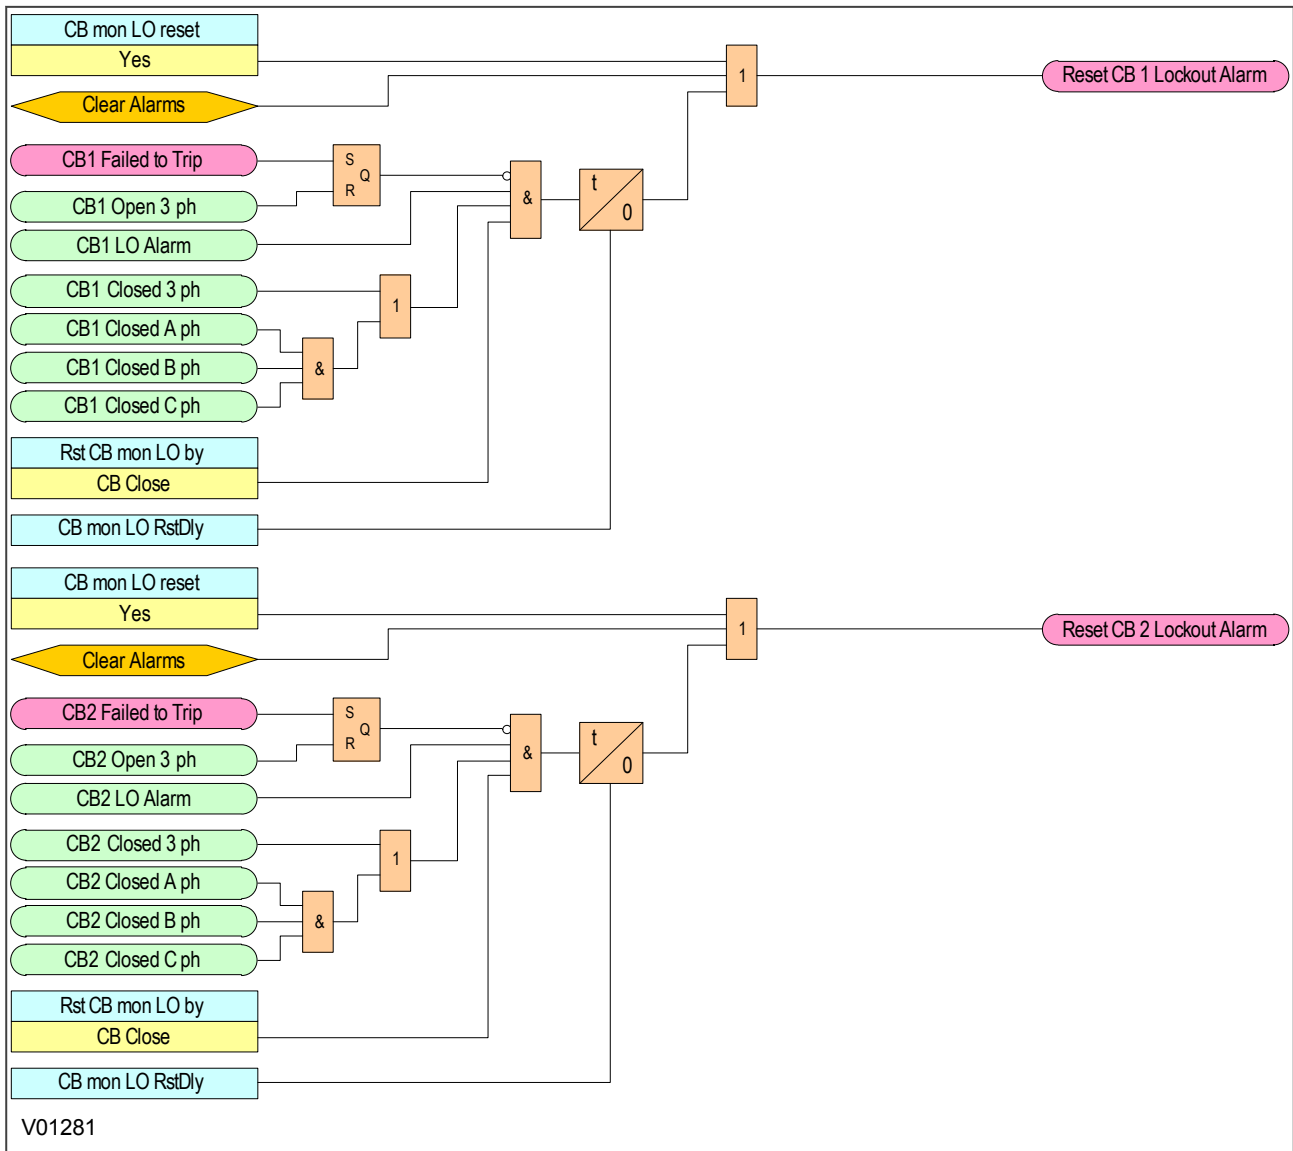 CB mon LO reset
Yes
1
Reset CB 1 Lockout Alarm
Clear Alarms
CB1 Failed to Trip
S
Q
R
CB1 Open 3 ph
&
t
0
CB1 LO Alarm
CB1 Closed 3 ph
1
CB1 Closed A ph
CB1 Closed B ph
&
CB1 Closed C ph
Rst CB mon LO by
CB Close
CB mon LO RstDly
CB mon LO reset
Yes
1
Reset CB 2 Lockout Alarm
Clear Alarms
CB2 Failed to Trip
S
Q
R
CB2 Open 3 ph
&
t
0
CB2 LO Alarm
CB2 Closed 3 ph
1
CB2 Closed A ph
CB2 Closed B ph
&
CB2 Closed C ph
Rst CB mon LO by
CB Close
CB mon LO RstDly
V01281